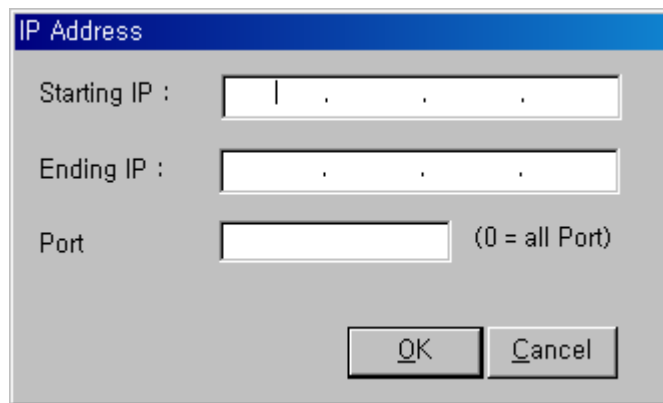 IP Address
Starting IP :
. . .
Ending IP :
. . .
Port (0 = all Port)
OK Cancel